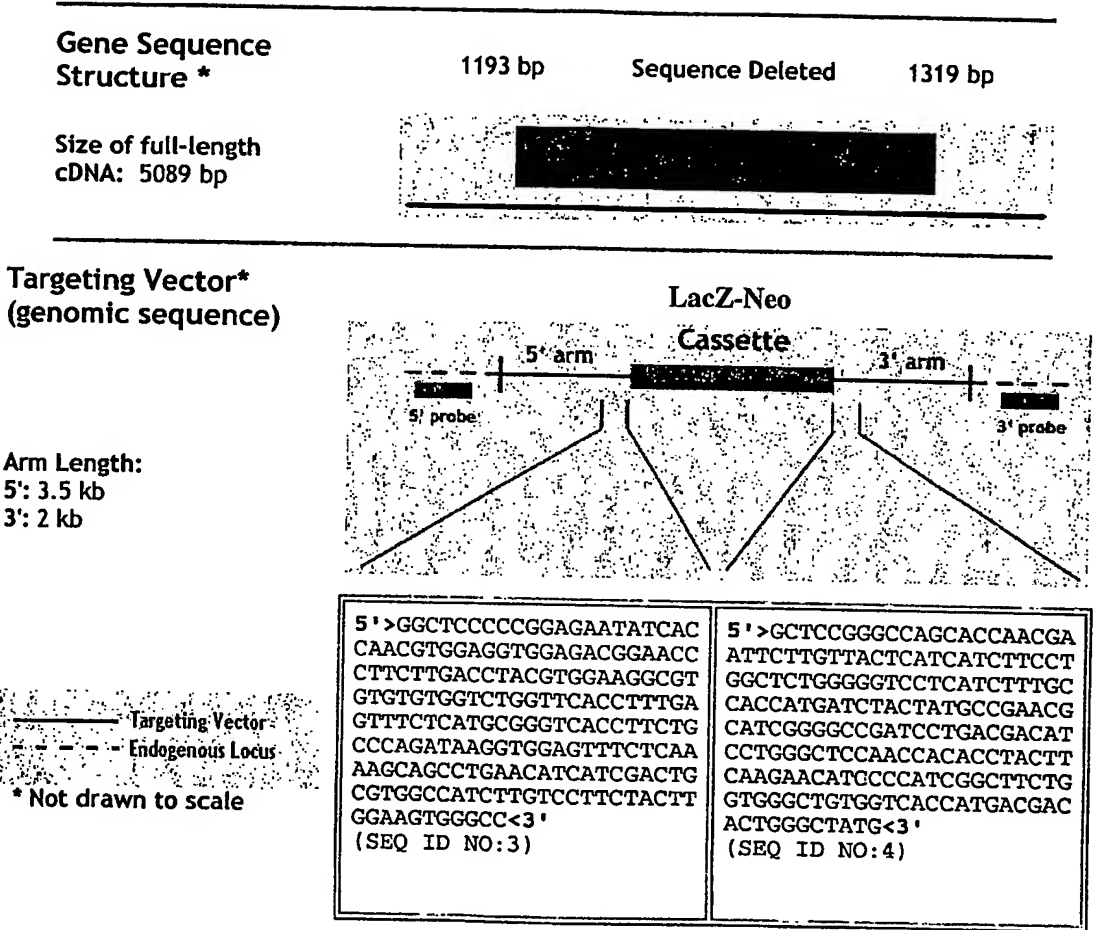 Gene Sequence
Structure *
1193 bp
Sequence Deleted
1319 bp
Size of full-length
cDNA: 5089 bp
Targeting Vector*
(genomic sequence)
LacZ-Neo
Cassette
5' arm
3' arm
5' probe
3' probe
Arm Length:
5': 3.5 kb
3': 2 kb
5'>GGCTCCCCCGGAGAATATCAC
CAACGTGGAGGTGGAGACGGAACC
CTTCTTGACCTACGTGGAAGGCGT
GTGTGTGGTCTGGTTCACCTTTGA
GTTTCTCATGCGGGTCACCTTCTG
CCCAGATAAGGTGGAGTTTCTCAA
AAGCAGCCTGAACATCATCGACTG
CGTGGCCATCTTGTCCTTCTACTT
GGAAGTGGGCC<3'
(SEQ ID NO:3)
5'>GCTCCGGGCCAGCACCAACGA
ATTCTTGTTACTCATCATCTTCCT
GGCTCTGGGGGTCCTCATCTTTGC
CACCATGATCTACTATGCCGAACG
CATCGGGGCCGATCCTGACGACAT
CCTGGGCTCCAACCACACCTACTT
CAAGAACATCCCCATCGGCTTCTG
GTGGGCTGTGGTCACCATGACGAC
ACTGGGCTATG<3'
(SEQ ID NO:4)
Targeting Vector
Endogenous Locus
* Not drawn to scale